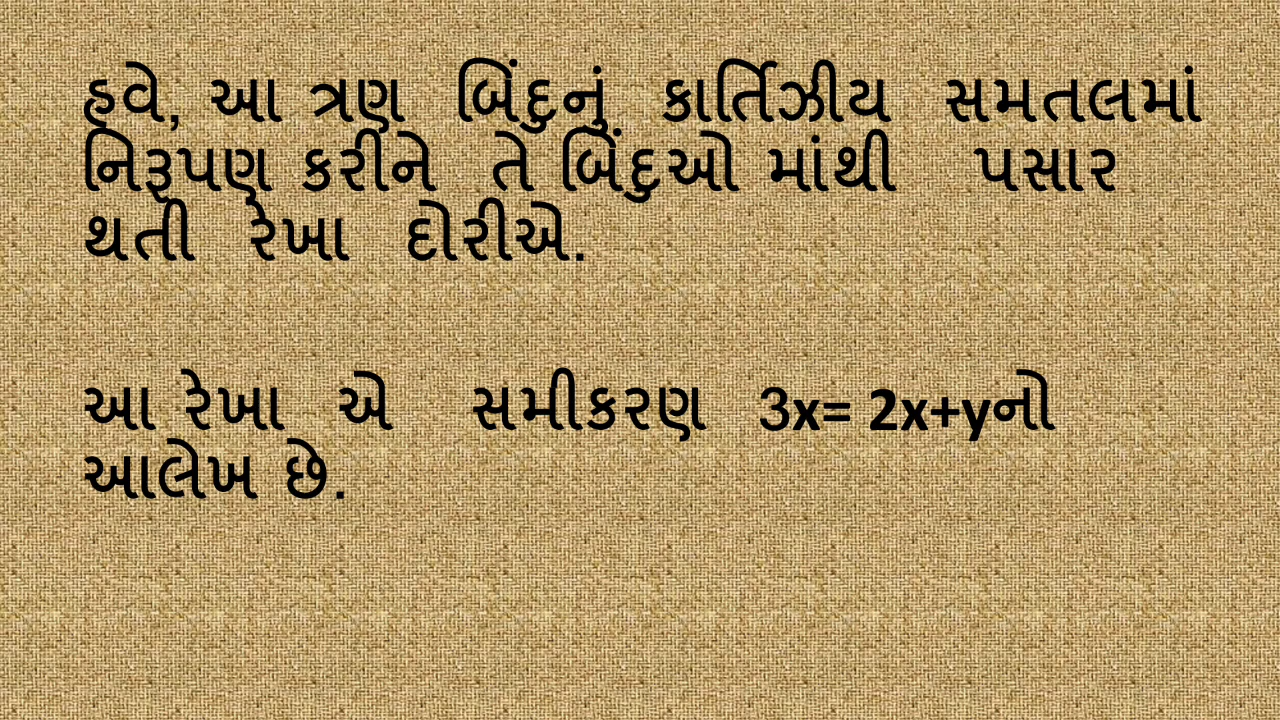 હવે, આ ત્રણ બિંદુનું કાર્તિઝીય સમતલમાં
નિરૂપણ કરીને તે બિંદુઓ માંથી પસાર
થતી રેખા દોરીએ.
આ રેખા એ સમીકરણ 3x= 2x+yનો
આલેખ છે.